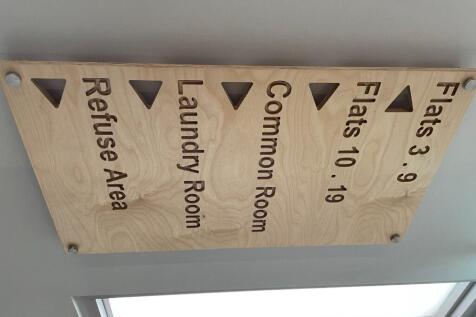 Flats 3 . 9
Flats 10 . 19
Common Room
Laundry Room
Refuse Area